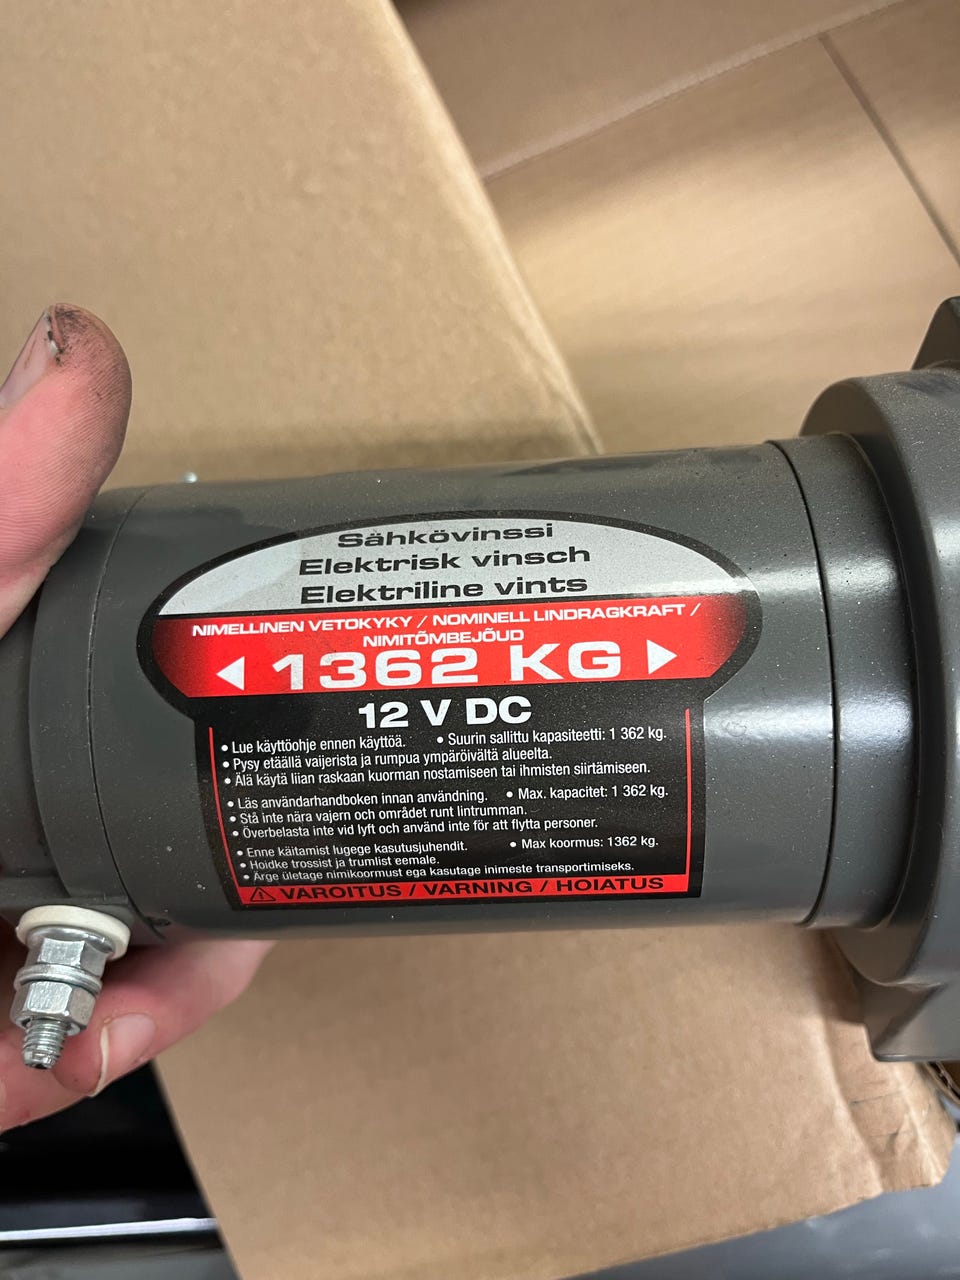 Sähkövinssi
Elektrisk vinsch
Elektriline vints
NIMELLINEN VETOKYKY / NOMINELL LINDRAGKRAFT /
NIMITÕMBEJÕUD
1362 KG
12 V DC
• Lue käyttöohje ennen käyttöä. • Suurin sallittu kapasiteetti: 1 362 kg.
• Pysy etäällä vaijerista ja rumpua ympäröivältä alueelta.
• Älä käytä liian raskaan kuorman nostamiseen tai ihmisten siirtämiseen.
• Läs användarhandboken innan användning. • Max. kapacitet: 1 362 kg.
• Stå inte nära vajern och området runt lintrumman.
• Överbelasta inte vid lyft och använd inte för att flytta personer.
• Enne käitamist lugege kasutusjuhendit. • Max koormus: 1362 kg.
• Hoidke trossist ja trumlist eemale.
• Ärge ületage nimikoormust ega kasutage inimeste transportimiseks.
VAROITUS / VARNING / HOIATUS